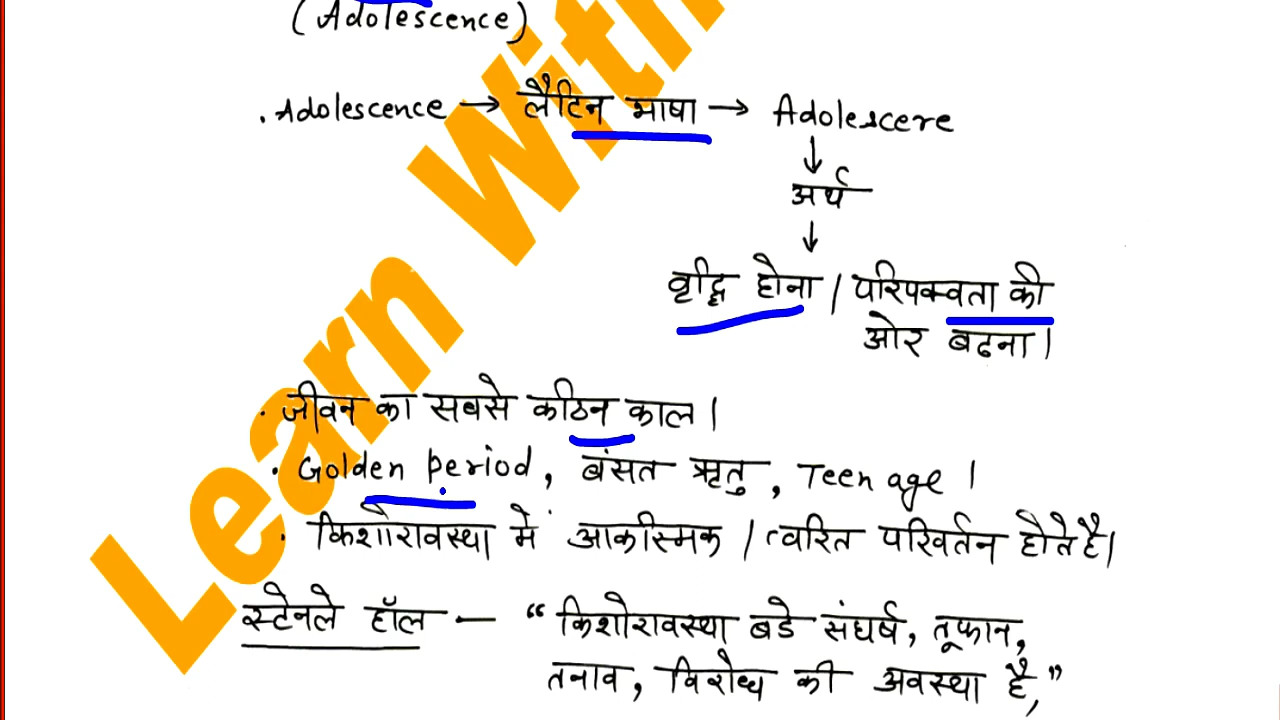 (Adolescence)
. Adolescence → लैटिन भाषा → Adolescere
↓
अर्थ
↓
वृद्धि होना / परिपक्वता की
ओर बढना।
· जीवन का सबसे कठिन काल।
· Golden period, बंसत ऋतु, Teen age।
· किशोरावस्था में आकस्मिक / त्वरित परिवर्तन होते है।
स्टेनले हॉल — “किशोरावस्था बडे संघर्ष, तूफान,
तनाव, विरोध की अवस्था है,”
Learn With